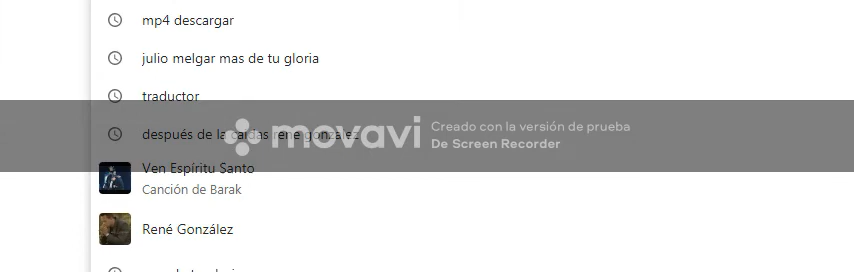 mp4 descargar
julio melgar mas de tu gloria
traductor
después de la caídas rene gonzalez
movavi
Creado con la versión de prueba
De Screen Recorder
Ven Espíritu Santo
Canción de Barak
René González